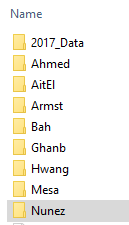 Name
2017_Data
Ahmed
AitEl
Armst
Bah
Ghanb
Hwang
Mesa
Nunez